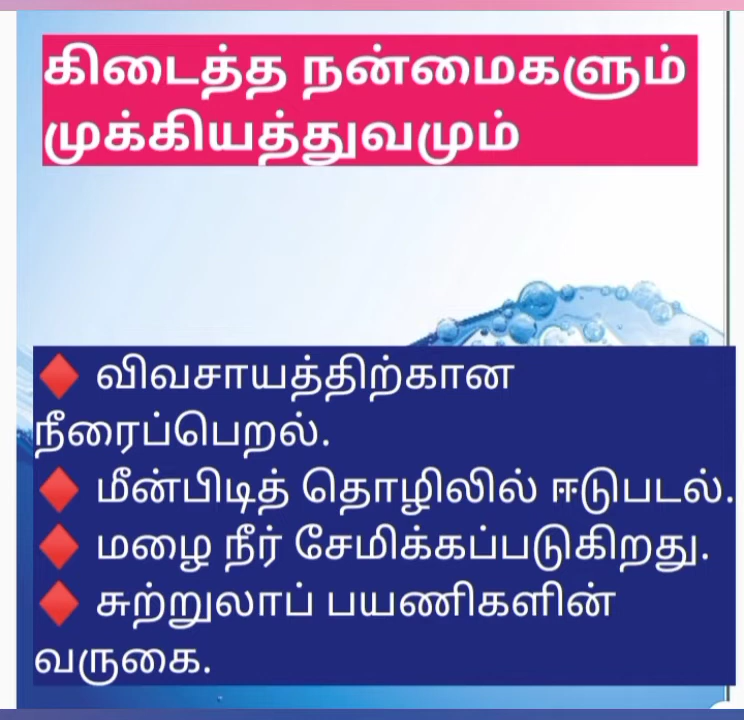 கிடைத்த நன்மைகளும்
முக்கியத்துவமும்
♦ விவசாயத்திற்கான
நீரைப்பெறல்.
♦ மீன்பிடித் தொழிலில் ஈடுபடல்.
♦ மழை நீர் சேமிக்கப்படுகிறது.
♦ சுற்றுலாப் பயணிகளின்
வருகை.